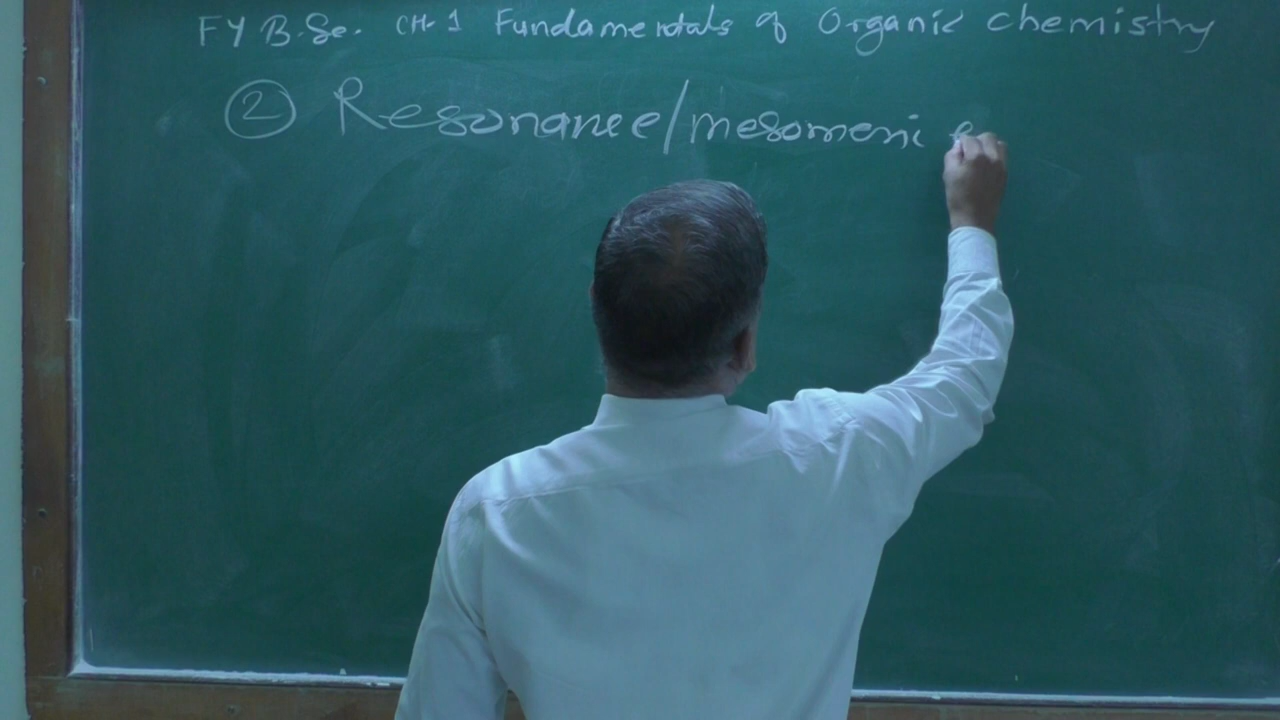 FY B.Sc. CH-1 Fundamentals of Organic chemistry
② Resonance/mesomeric e